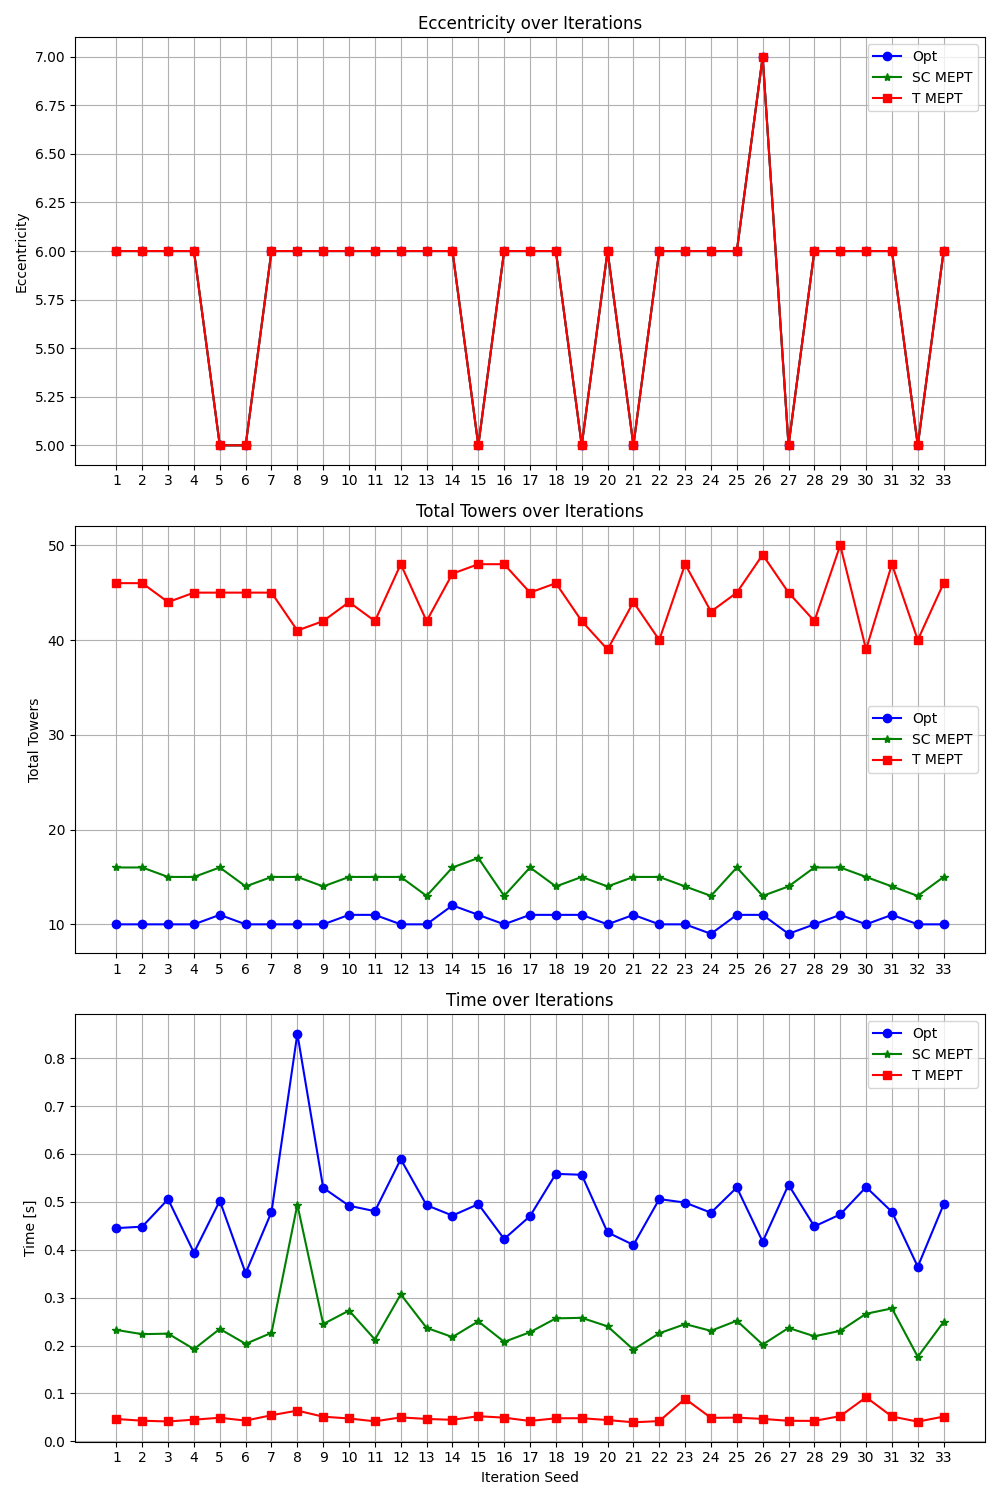 Eccentricity over Iterations
7.00
6.75
6.50
6.25
6.00
5.75
5.50
5.25
5.00
Eccentricity
Opt
SC MEPT
T MEPT
1 2 3 4 5 6 7 8 9 10 11 12 13 14 15 16 17 18 19 20 21 22 23 24 25 26 27 28 29 30 31 32 33
Total Towers over Iterations
50
40
30
20
10
Total Towers
Opt
SC MEPT
T MEPT
1 2 3 4 5 6 7 8 9 10 11 12 13 14 15 16 17 18 19 20 21 22 23 24 25 26 27 28 29 30 31 32 33
Time over Iterations
0.8
0.7
0.6
0.5
0.4
0.3
0.2
0.1
0.0
Time [s]
Opt
SC MEPT
T MEPT
1 2 3 4 5 6 7 8 9 10 11 12 13 14 15 16 17 18 19 20 21 22 23 24 25 26 27 28 29 30 31 32 33
Iteration Seed